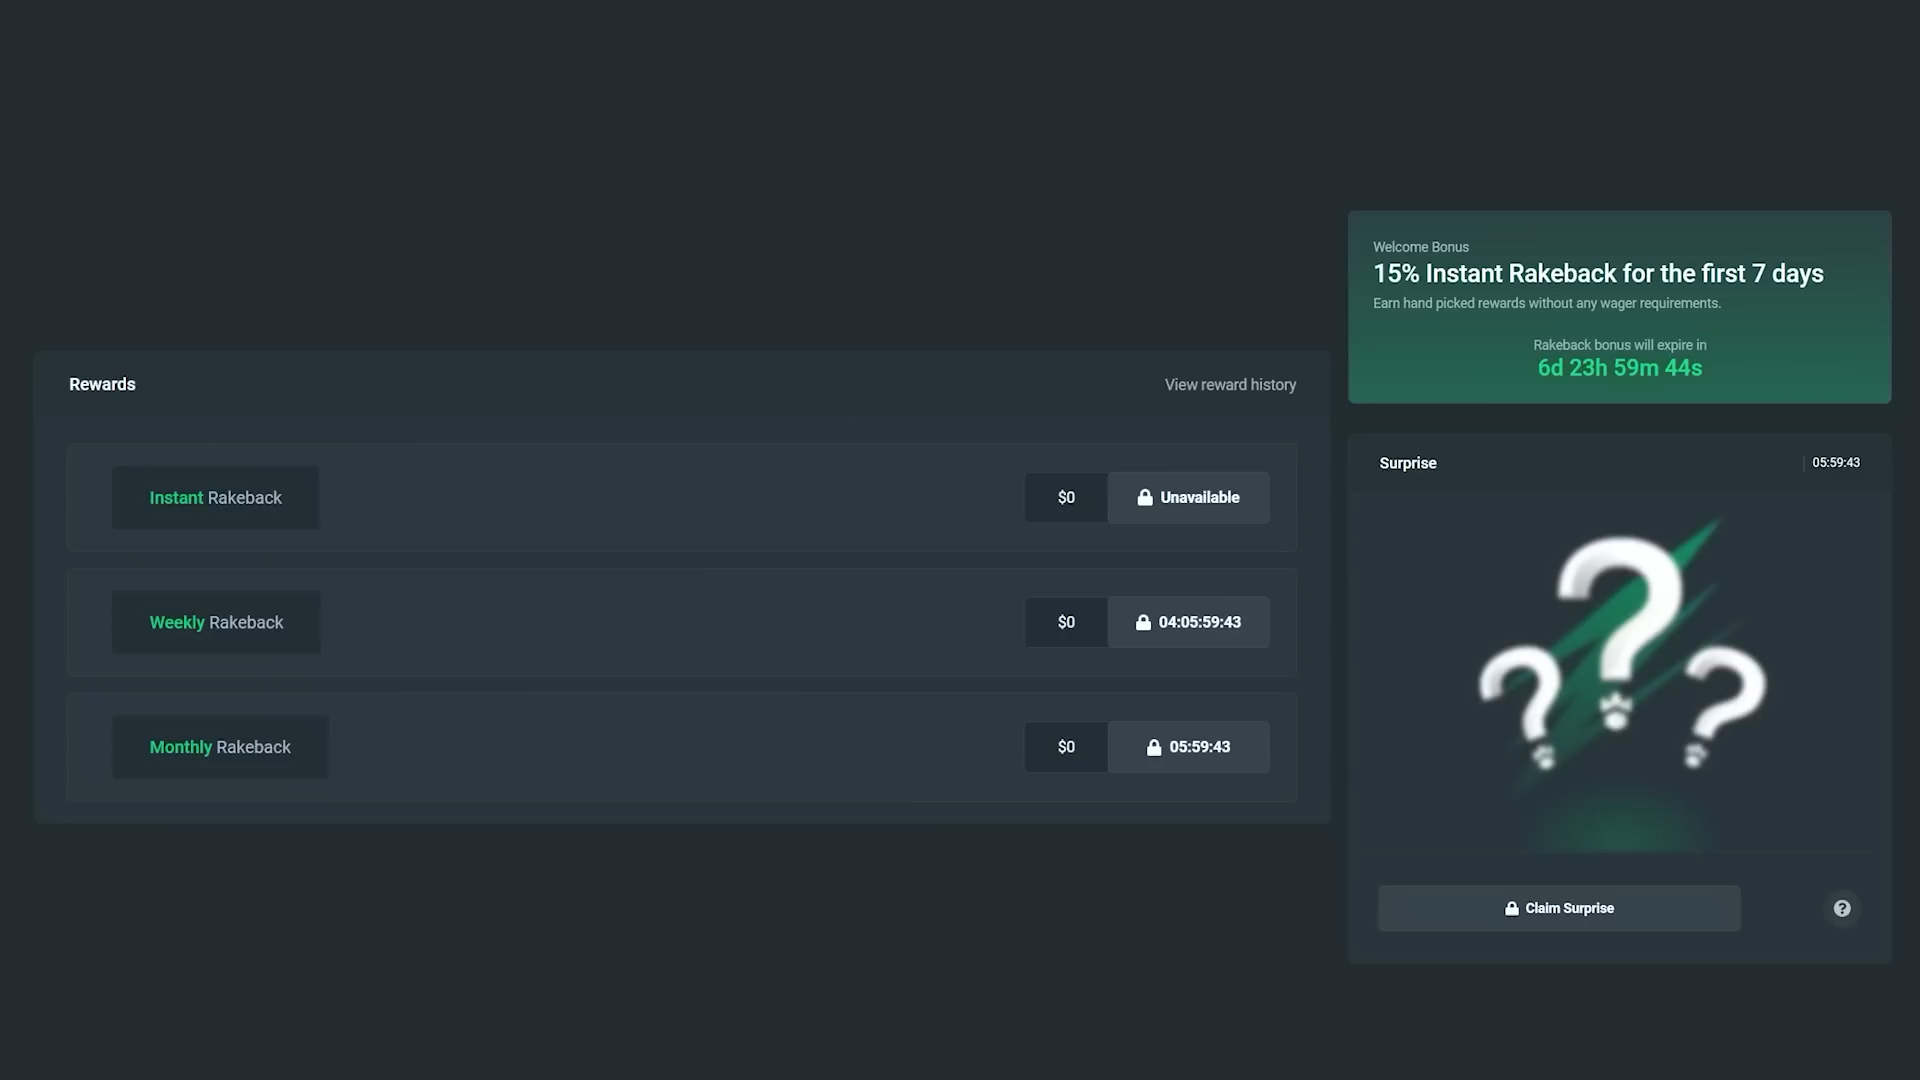 Rewards
View reward history
Instant Rakeback
$0
Unavailable
Weekly Rakeback
$0
04:05:59:43
Monthly Rakeback
$0
05:59:43
Welcome Bonus
15% Instant Rakeback for the first 7 days
Earn hand picked rewards without any wager requirements.
Rakeback bonus will expire in
6d 23h 59m 44s
Surprise
05:59:43
???
Claim Surprise
?